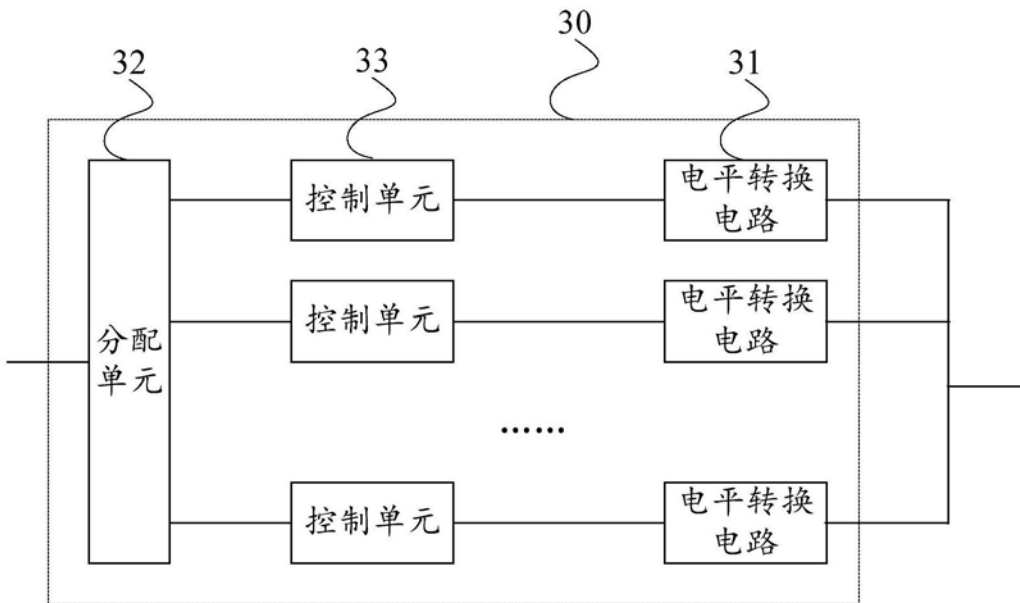 30
32
33
31
控制单元
电平转换
电路
控制单元
电平转换
电路
分配
单元
……
控制单元
电平转换
电路